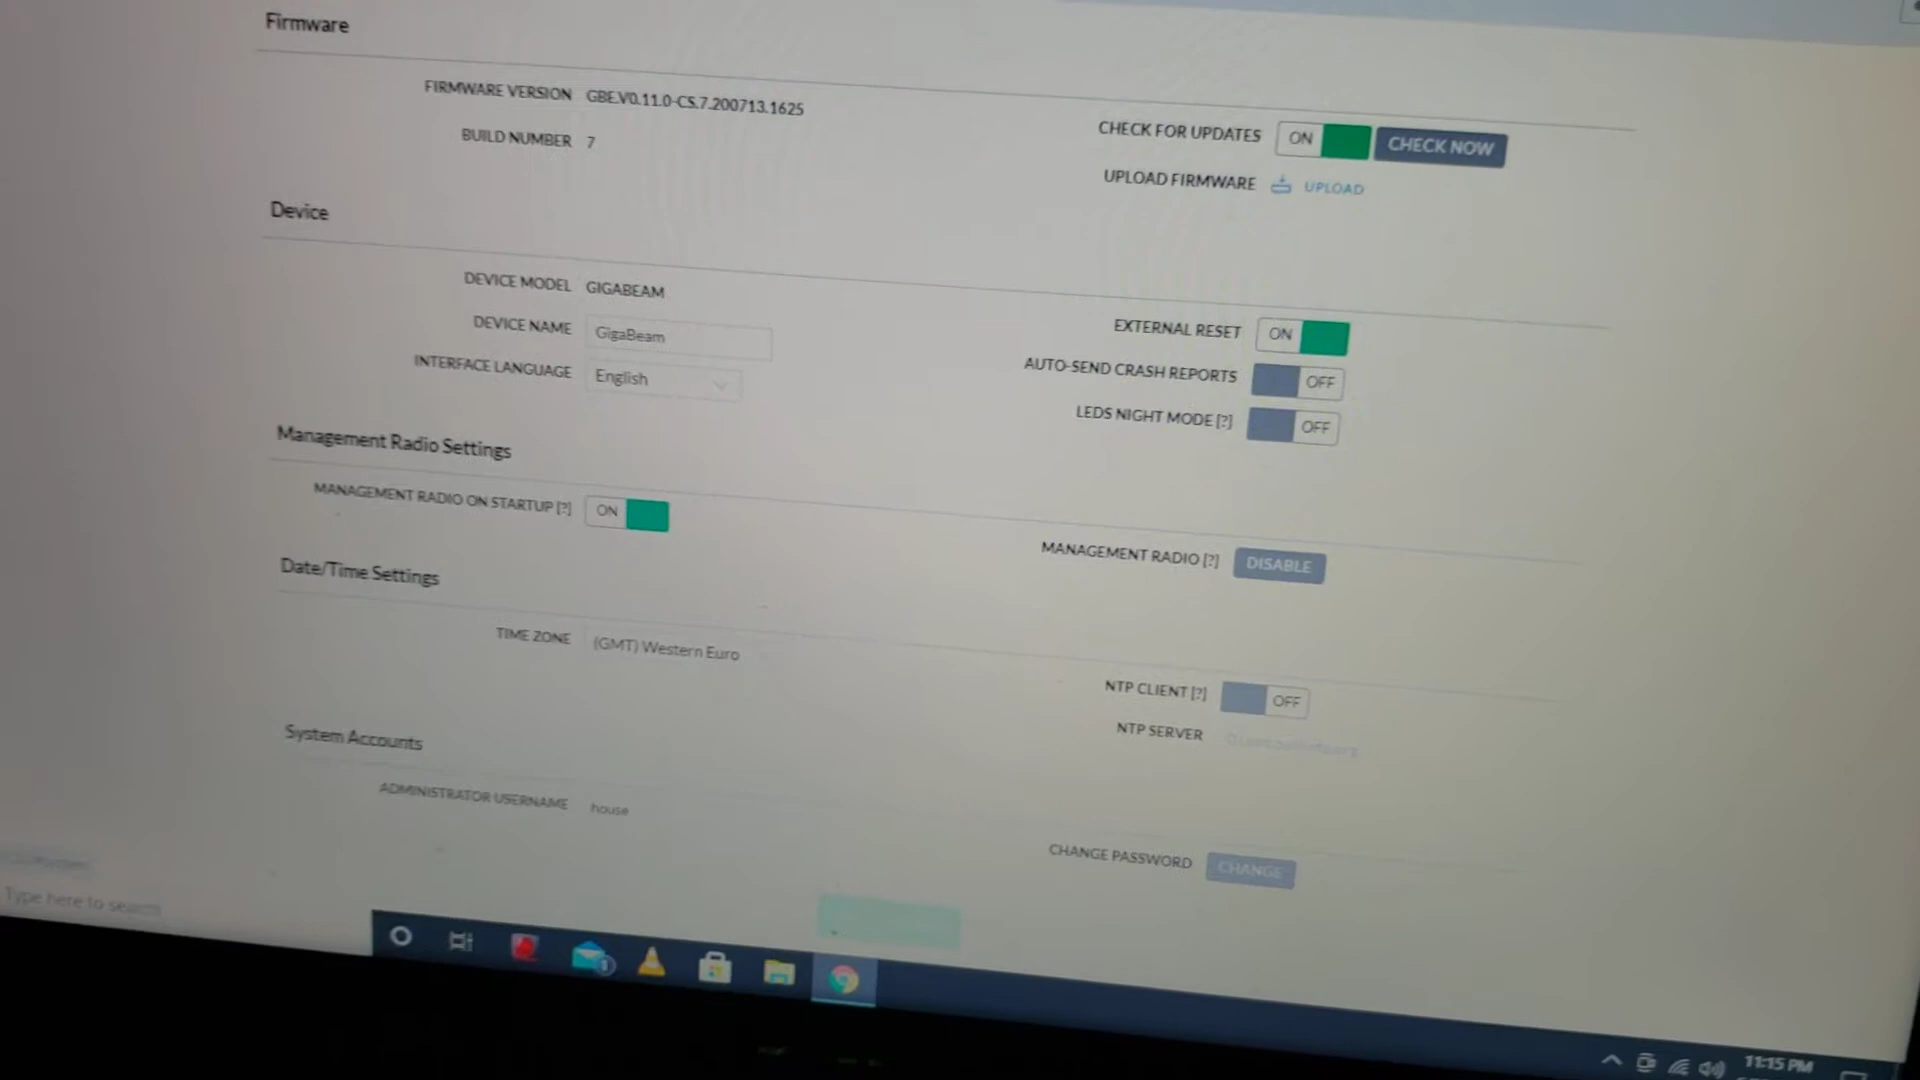 Firmware
FIRMWARE VERSION GBE.V0.11.0-CS.7.200713.1625
BUILD NUMBER 7
CHECK FOR UPDATES ON CHECK NOW
UPLOAD FIRMWARE UPLOAD
Device
DEVICE MODEL GIGABEAM
DEVICE NAME GigaBeam
INTERFACE LANGUAGE English
EXTERNAL RESET ON
AUTO-SEND CRASH REPORTS OFF
LEDS NIGHT MODE [?] OFF
Management Radio Settings
MANAGEMENT RADIO ON STARTUP [?] ON
MANAGEMENT RADIO [?] DISABLE
Date/Time Settings
TIME ZONE (GMT) Western Euro
NTP CLIENT [?] OFF
NTP SERVER
System Accounts
ADMINISTRATOR USERNAME house
CHANGE PASSWORD CHANGE
Type here to search
11:15 PM